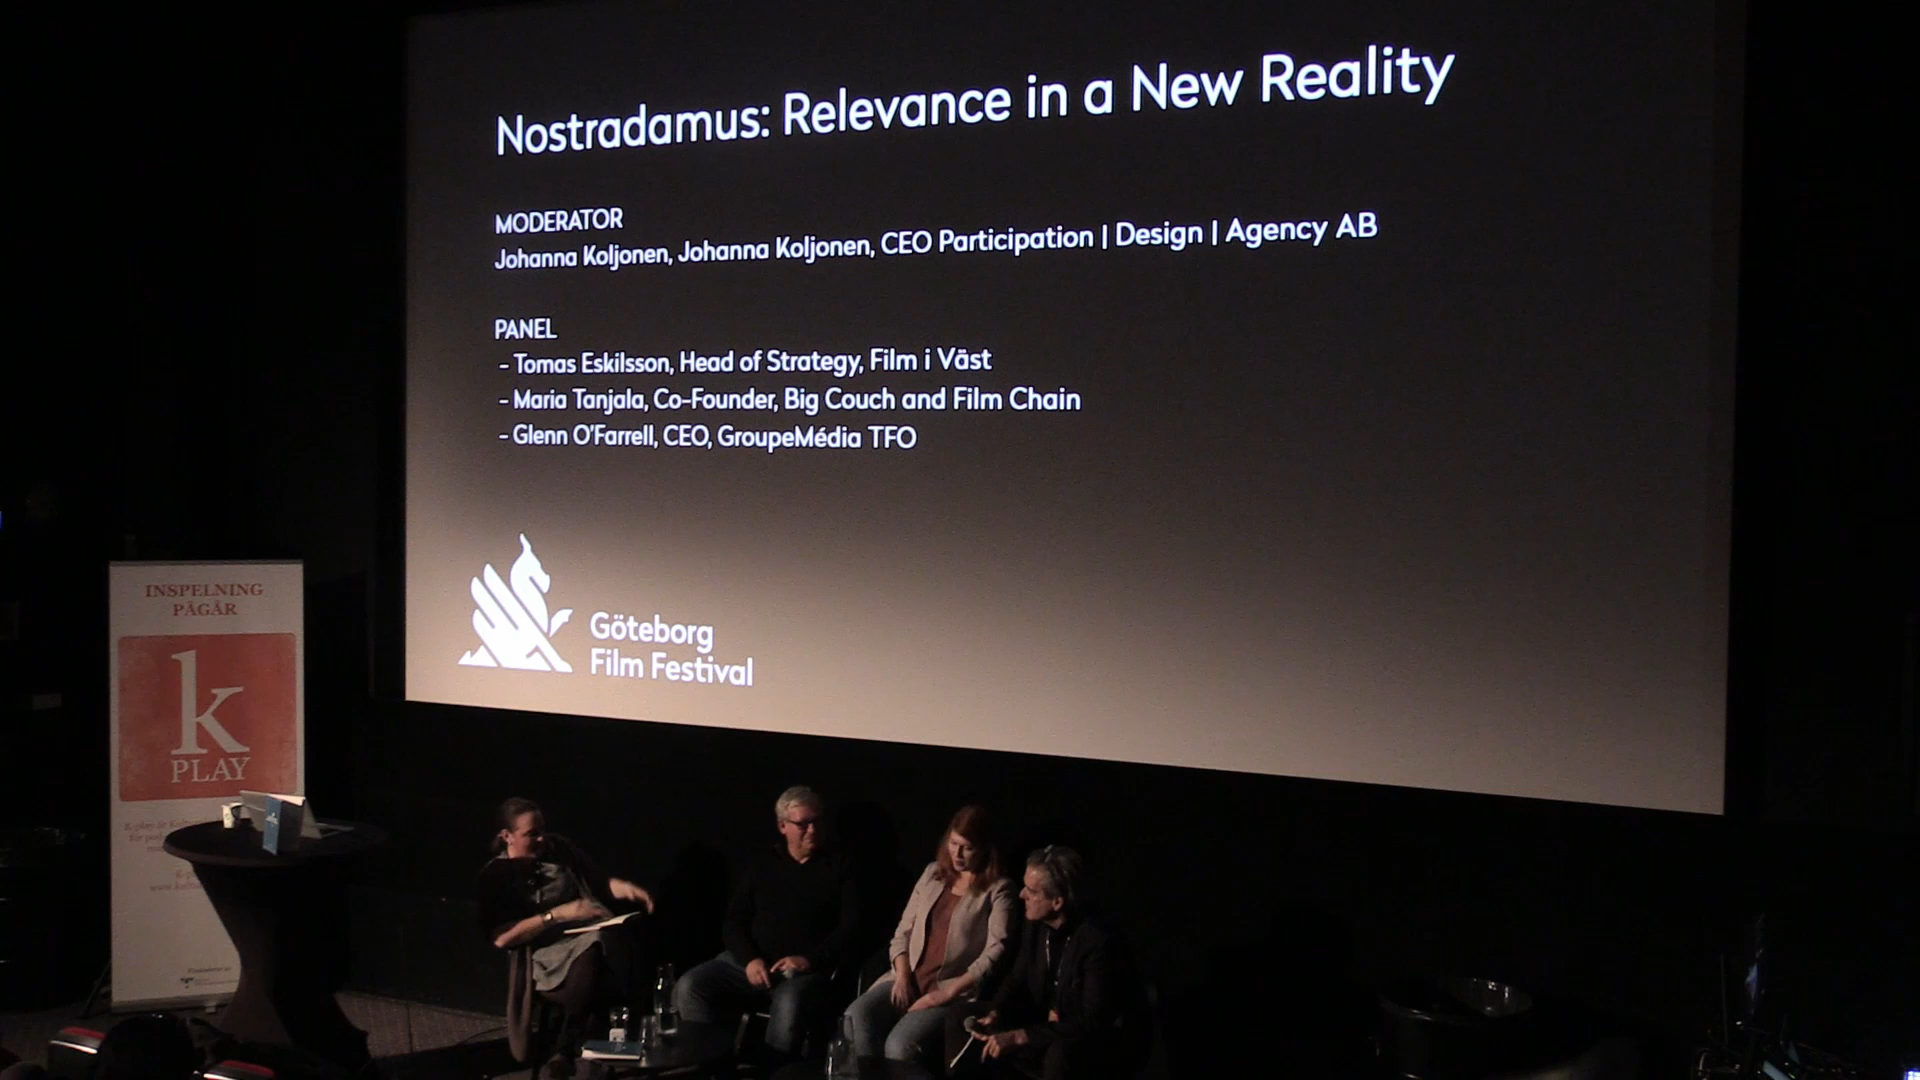 Nostradamus: Relevance in a New Reality
MODERATOR
Johanna Koljonen, Johanna Koljonen, CEO Participation | Design | Agency AB
PANEL
- Tomas Eskilsson, Head of Strategy, Film i Väst
- Maria Tanjala, Co-Founder, Big Couch and Film Chain
- Glenn O'Farrell, CEO, GroupeMédia TFO
Göteborg
Film Festival
INSPELNING
PÅGÅR
k
PLAY